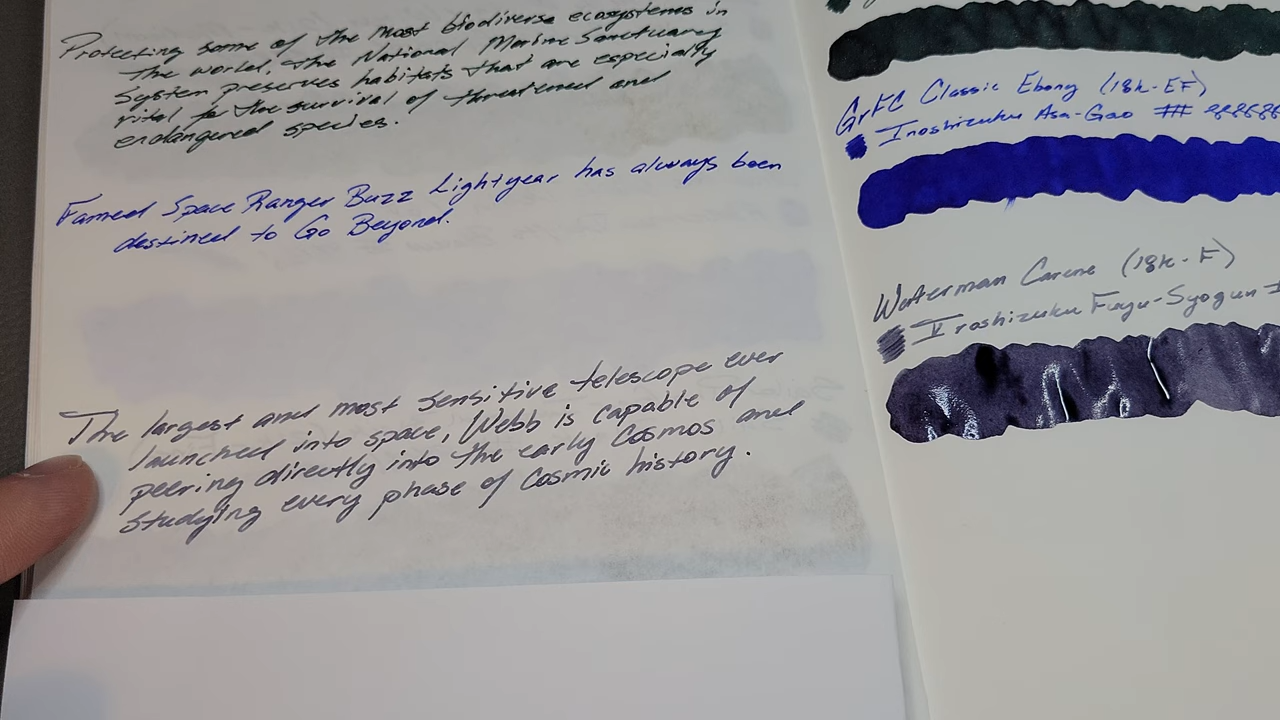 Protecting some of the most biodiverse ecosystems in
the world, the National Marine Sanctuary
System preserves habitats that are especially
vital to the survival of threatened and
endangered species.
Famed Space Ranger Buzz Lightyear has always been
destined to Go Beyond.
The largest and most sensitive telescope ever
launched into space, Webb is capable of
peering directly into the early Cosmos and
studying every phase of Cosmic history.
GrFC Classic Ebony (18k-EF)
Iroshizuku Asa-Gao
Waterman Carene (18k-F)
Iroshizuku Fuyu-Syogun